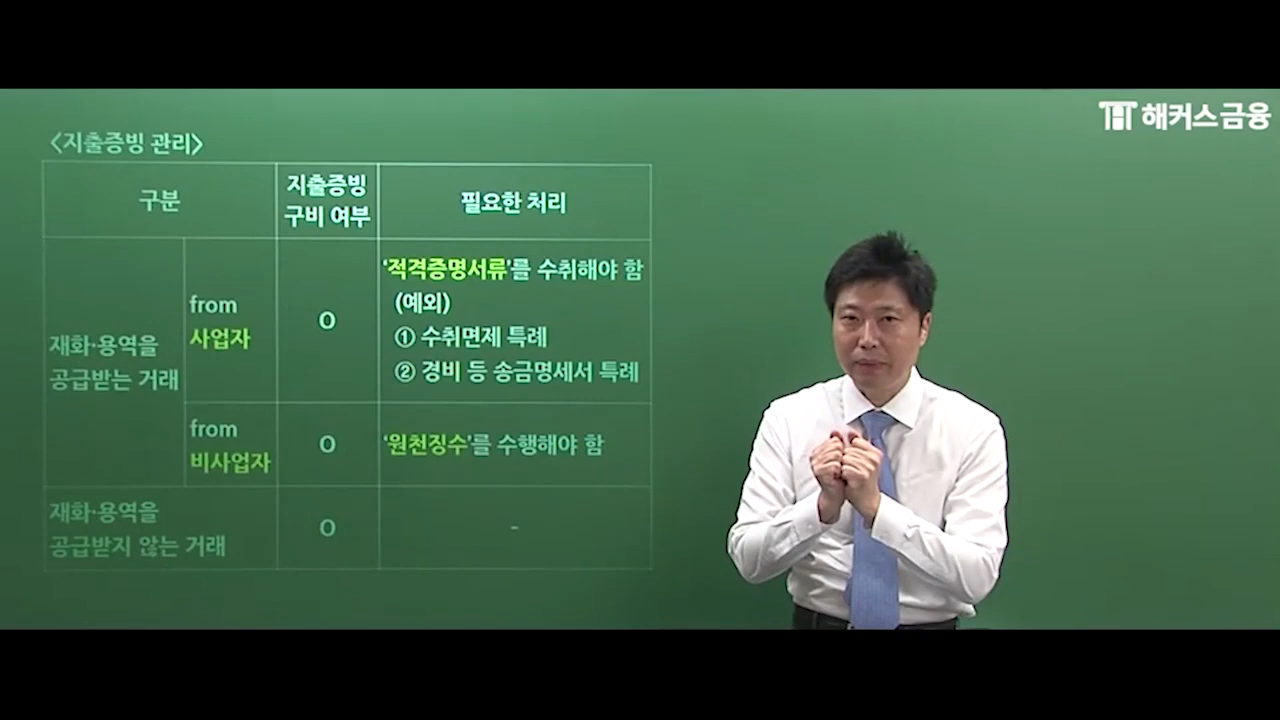 해커스금융
<지출증빙 관리>
구분
지출증빙
구비 여부
필요한 처리
재화·용역을
공급받는 거래
from
사업자
O
'적격증명서류'를 수취해야 함
(예외)
① 수취면제 특례
② 경비 등 송금명세서 특례
from
비사업자
O
'원천징수'를 수행해야 함
재화·용역을
공급받지 않는 거래
O
-